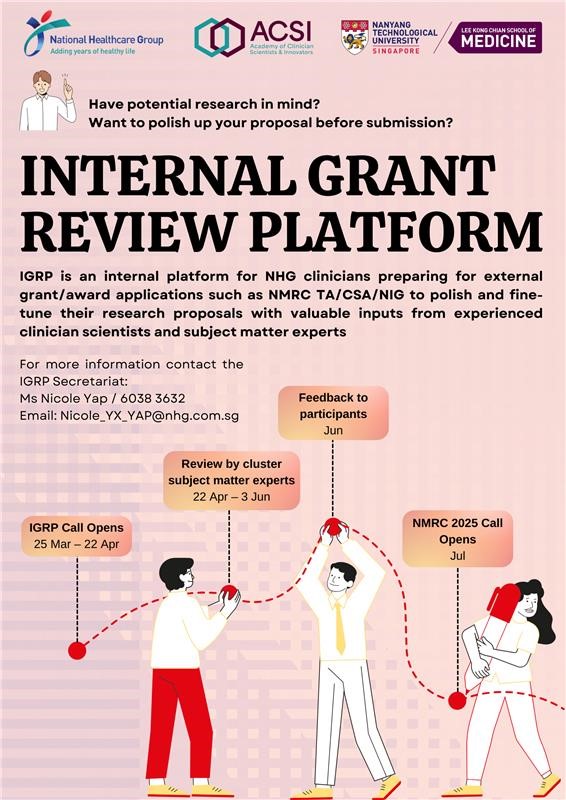 National Healthcare Group
Adding years of healthy life
ACSI
Academy of Clinician
Scientists & Innovators
NANYANG
TECHNOLOGICAL
UNIVERSITY
SINGAPORE
LEE KONG CHIAN SCHOOL OF
MEDICINE
Have potential research in mind?
Want to polish up your proposal before submission?
INTERNAL GRANT
REVIEW PLATFORM
IGRP is an internal platform for NHG clinicians preparing for external
grant/award applications such as NMRC TA/CSA/NIG to polish and fine-
tune their research proposals with valuable inputs from experienced
clinician scientists and subject matter experts
For more information contact the
IGRP Secretariat:
Ms Nicole Yap / 6038 3632
Email: Nicole_YX_YAP@nhg.com.sg
Feedback to
participants
Jun
Review by cluster
subject matter experts
22 Apr – 3 Jun
IGRP Call Opens
25 Mar – 22 Apr
NMRC 2025 Call
Opens
Jul